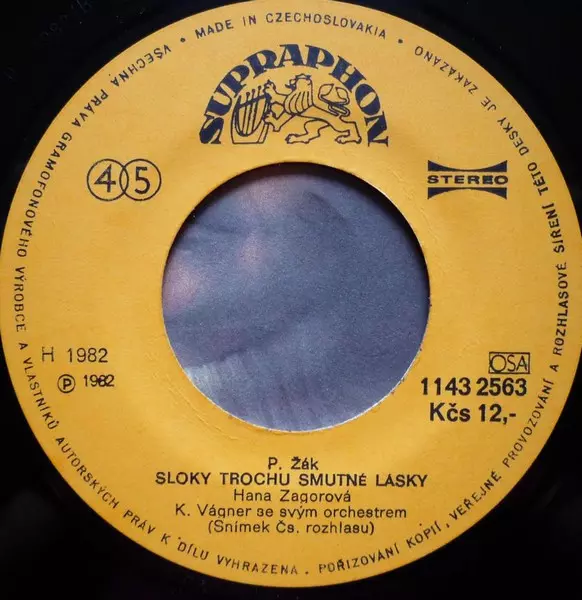 • MADE IN CZECHOSLOVAKIA •
VŠECHNA PRÁVA GRAMOFONOVÉHO VÝROBCE A VLASTNÍKŮ AUTORSKÝCH PRÁV K DÍLU VYHRAZENA. POŘIZOVÁNÍ KOPIÍ, VEŘEJNÉ PROVOZOVÁNÍ A ROZHLASOVÉ ŠÍŘENÍ TÉTO DESKY JE ZAKÁZÁNO
SUPRAPHON
45
STEREO
H 1982
℗ 1982
OSA
1143 2563
Kčs 12,-
P. Žák
SLOKY TROCHU SMUTNÉ LÁSKY
Hana Zagorová
K. Vágner se svým orchestrem
(Snímek Čs. rozhlasu)